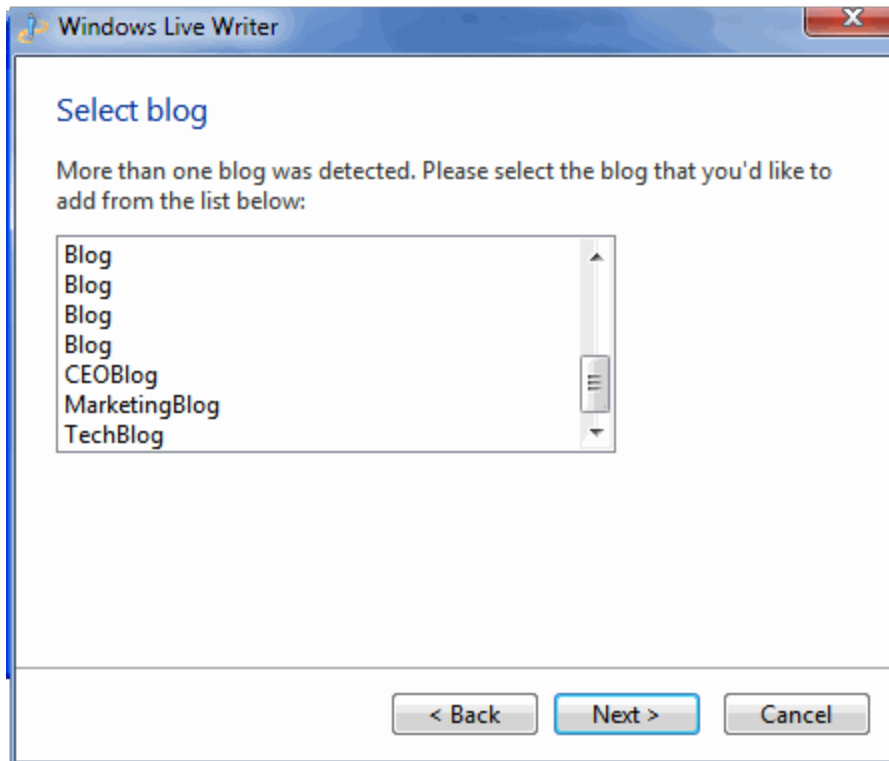 Windows Live Writer
Select blog
More than one blog was detected. Please select the blog that you'd like to
add from the list below:
Blog
Blog
Blog
Blog
CEOBlog
MarketingBlog
TechBlog
< Back Next > Cancel